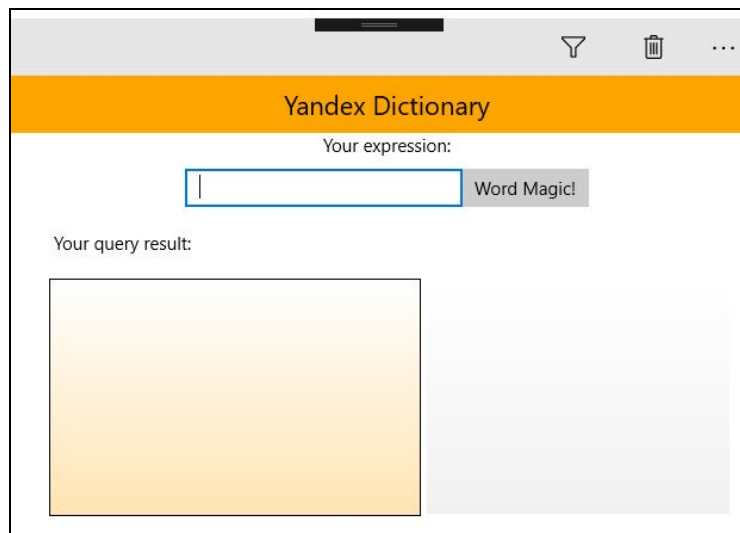 Yandex Dictionary
Your expression:
Word Magic!
Your query result: